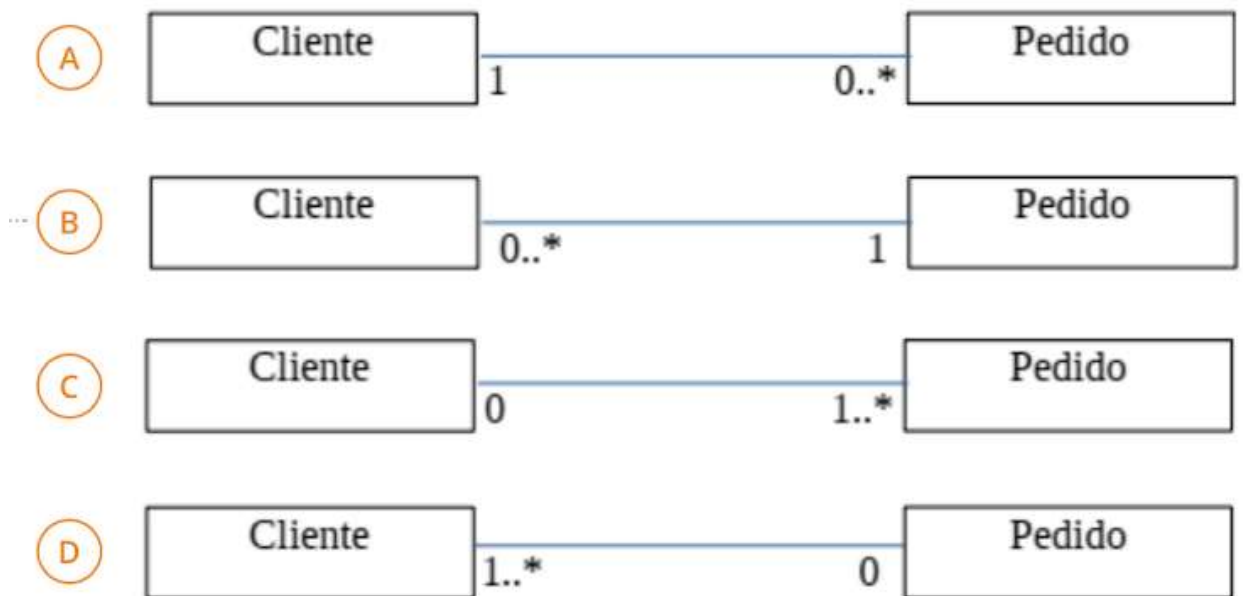 A Cliente Pedido
1 0..*
B Cliente Pedido
0..* 1
C Cliente Pedido
0 1..*
D Cliente Pedido
1..* 0